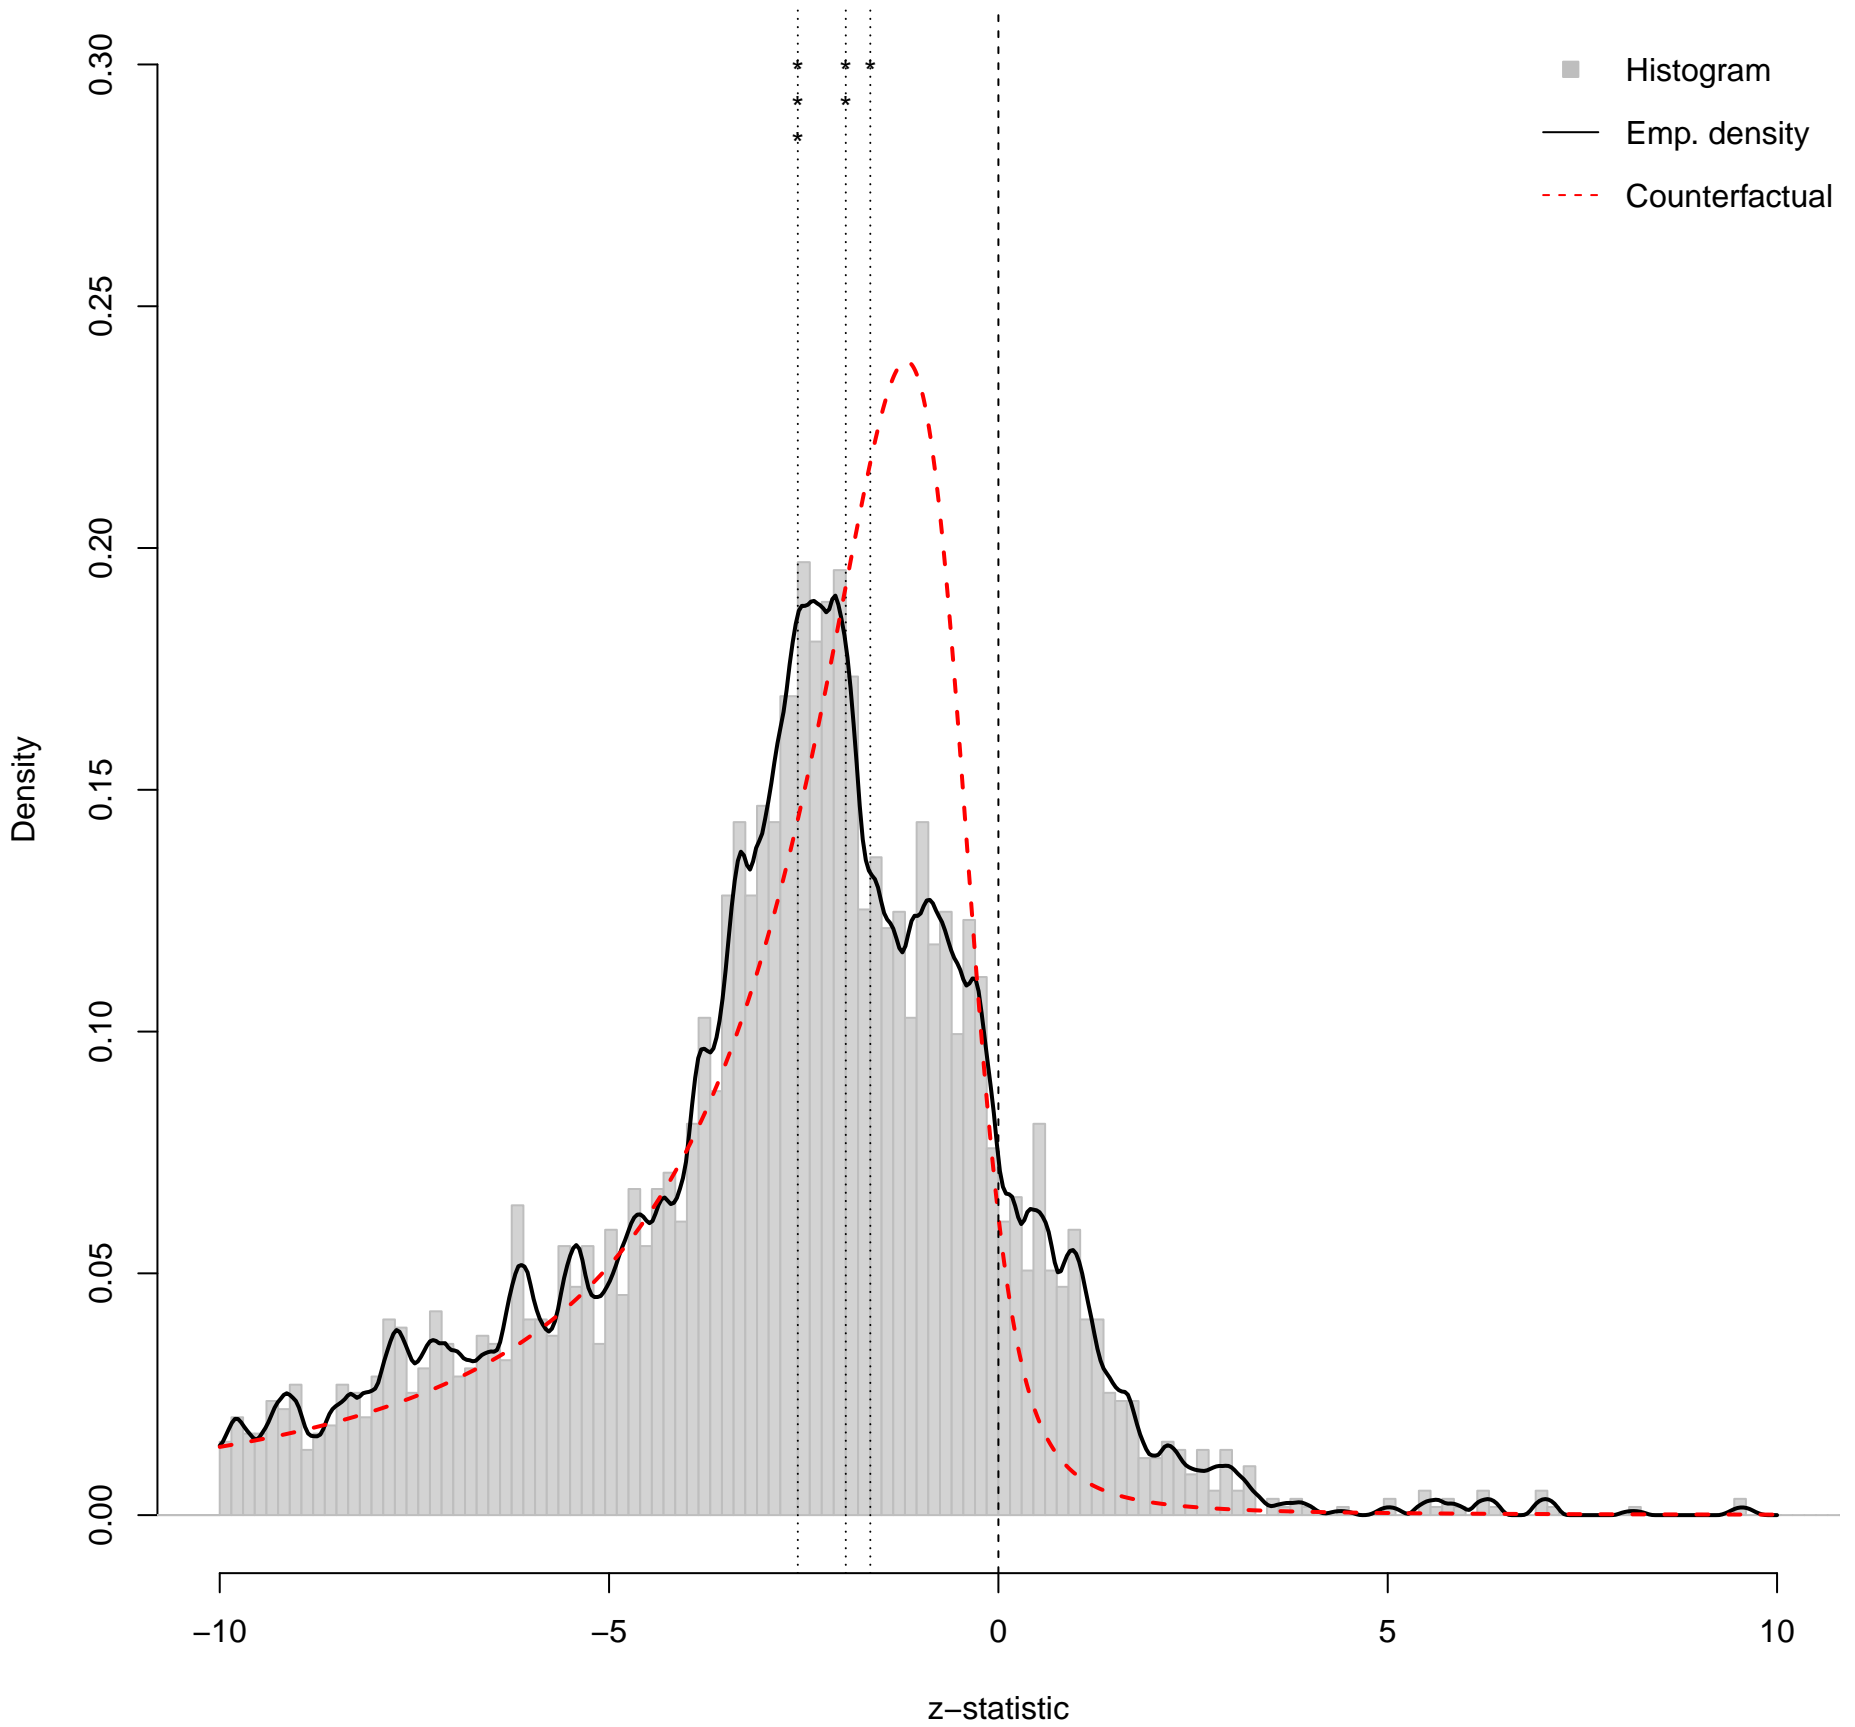 * * *
* *
*
Histogram
Emp. density
Counterfactual
0.30
0.25
0.20
0.15
0.10
0.05
0.00
Density
−10 −5 0 5 10
z−statistic